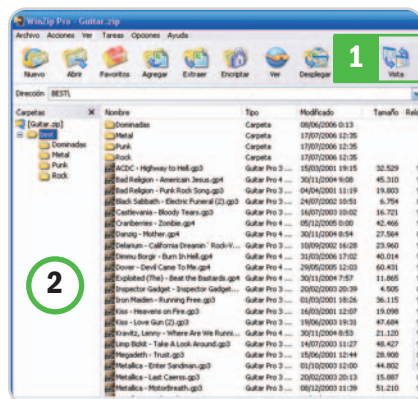 WinZip Pro - Guitar.zip
Archivo Acciones Ver Tareas Opciones Ayuda
Nuevo Abrir Favoritos Agregar Extraer Encriptar Ver Desplegar 1 Vista
Dirección BEST\
Carpetas X Nombre Tipo Modificado Tamaño Rela
[Guitar.zip] Dominadas Carpeta 08/06/2006 0:13
best Metal Carpeta 17/07/2006 12:35
Dominadas Punk Carpeta 17/07/2006 12:35
Metal Rock Carpeta 17/07/2006 12:35
Punk ACDC - Highway to Hell.gp3 Guitar Pro 3 ... 15/03/2001 19:15 32.529
Rock Bad Religion - American Jesus.gp4 Guitar Pro 4 ... 30/11/2004 9:08 45.310
Bad Religion - Punk Rock Song.gp3 Guitar Pro 3 ... 04/04/2001 11:19 19.803
Black Sabbath - Electric Funeral (2).gp3 Guitar Pro 3 ... 24/07/2002 10:51 6.754
Castlevania - Bloody Tears.gp3 Guitar Pro 3 ... 16/07/2003 10:02 16.721
Cranberries - Zombie.gp4 Guitar Pro 4 ... 05/12/2005 0:00 42.466
Danzig - Mother.gp4 Guitar Pro 4 ... 30/11/2004 8:54 27.564
Delarium - California Dreamin` Rock-V... Guitar Pro 3 ... 10/09/2002 16:28 23.960
Dimmu Borgir - Burn In Hell.gp4 Guitar Pro 4 ... 31/03/2006 17:02 40.014
Dover - Devil Came To Me.gp4 Guitar Pro 4 ... 29/05/2005 12:03 60.431
2 Exploited (The) - Beat the Bastards.gp4 Guitar Pro 4 ... 30/11/2004 7:57 11.865
Inspector Gadget - Inspector Gadget... Guitar Pro 3 ... 20/02/2003 20:39 4.505
Iron Maiden - Running Free.gp3 Guitar Pro 3 ... 01/03/2001 18:26 36.115
Kiss - Heavens on Fire.gp3 Guitar Pro 3 ... 16/03/2001 12:07 19.098
Kiss - Love Gun (2).gp3 Guitar Pro 3 ... 19/06/2003 19:31 47.684
Kravitz, Lenny - Where Are We Runni... Guitar Pro 4 ... 30/11/2004 8:53 21.120
Limp Bizkit - Take A Look Around.gp3 Guitar Pro 3 ... 14/07/2003 11:27 48.427
Megadeth - Trust.gp3 Guitar Pro 3 ... 15/06/2001 12:44 28.908
Metallica - Enter Sandman.gp3 Guitar Pro 3 ... 01/10/2003 12:00 44.802
Metallica - Last Caress.gp3 Guitar Pro 3 ... 20/02/2003 20:13 15.887
Metallica - Motorbreath.gp3 Guitar Pro 3 ... 08/12/2003 11:39 51.210